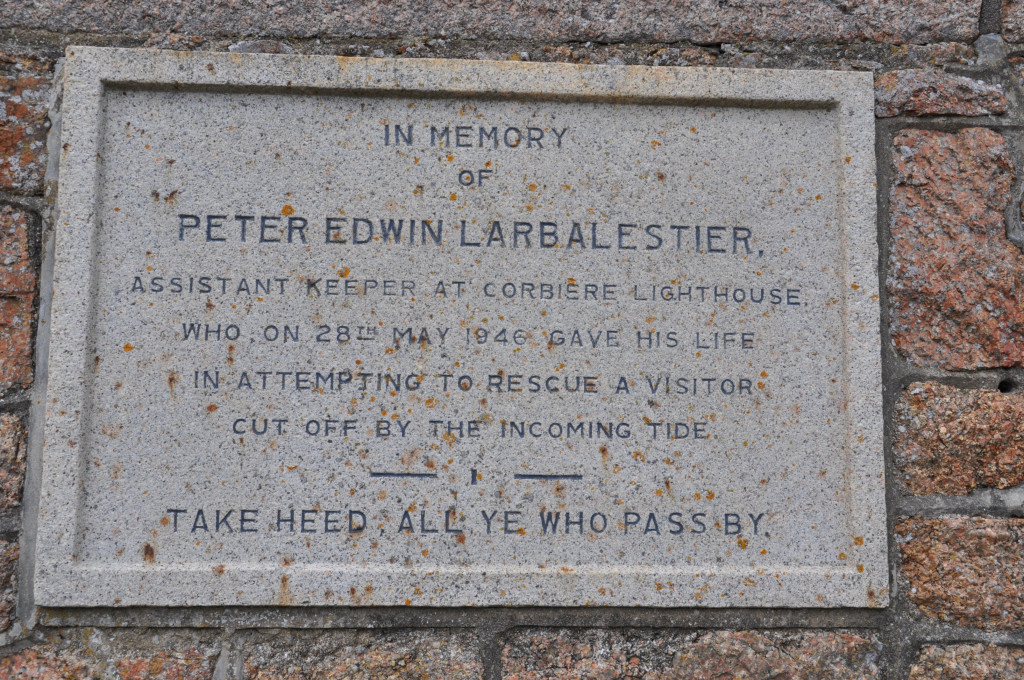 IN MEMORY
OF
PETER EDWIN LARBALESTIER,
ASSISTANT KEEPER AT CORBIERE LIGHTHOUSE,
WHO, ON 28TH MAY 1946 GAVE HIS LIFE
IN ATTEMPTING TO RESCUE A VISITOR
CUT OFF BY THE INCOMING TIDE.
TAKE HEED, ALL YE WHO PASS BY.